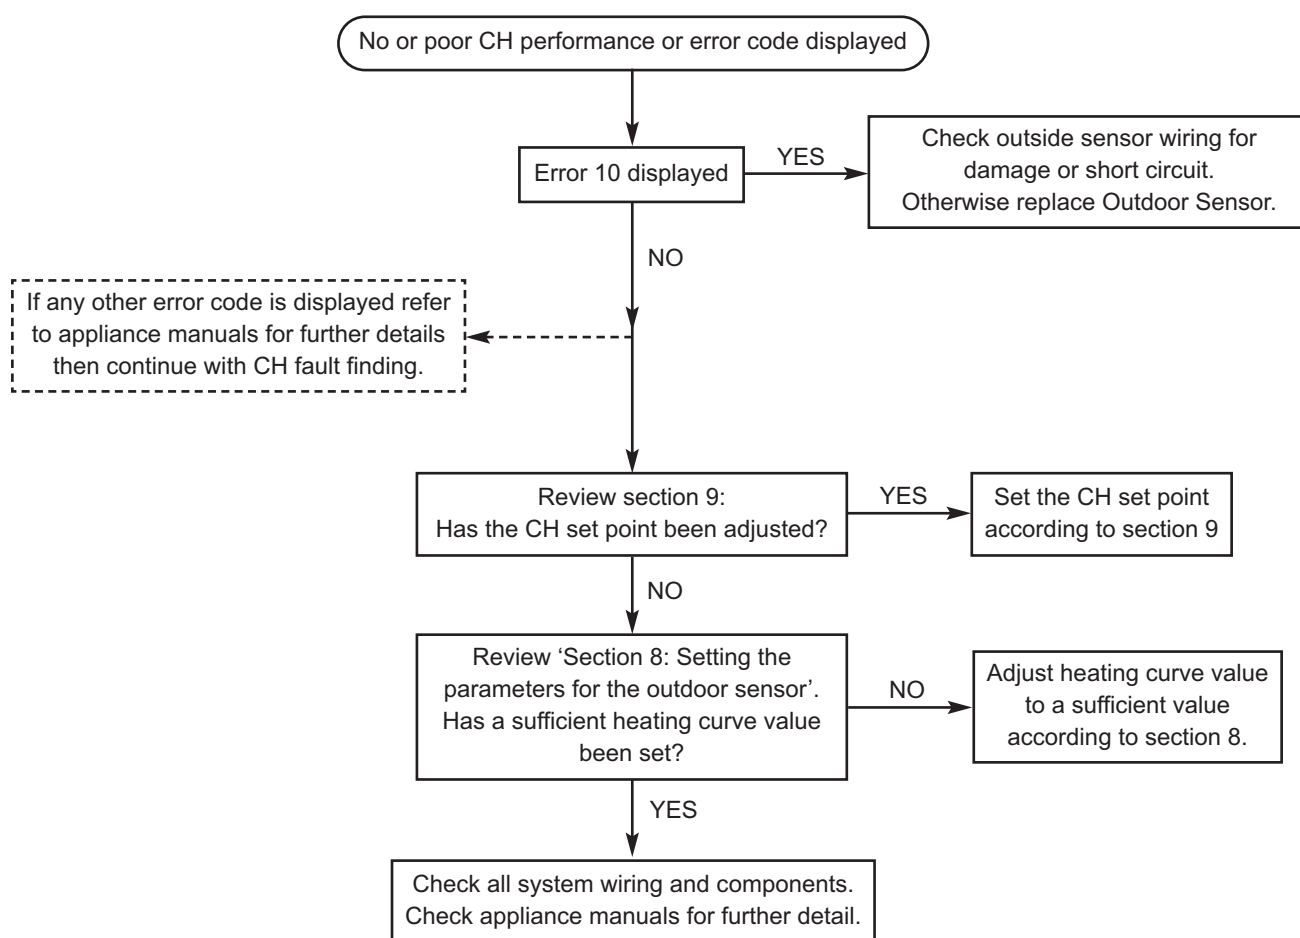 No or poor CH performance or error code displayed
Error 10 displayed
YES
Check outside sensor wiring for
damage or short circuit.
Otherwise replace Outdoor Sensor.
NO
If any other error code is displayed refer
to appliance manuals for further details
then continue with CH fault finding.
Review section 9:
Has the CH set point been adjusted?
YES
Set the CH set point
according to section 9
NO
Review ‘Section 8: Setting the
parameters for the outdoor sensor’.
Has a sufficient heating curve value
been set?
NO
Adjust heating curve value
to a sufficient value
according to section 8.
YES
Check all system wiring and components.
Check appliance manuals for further detail.